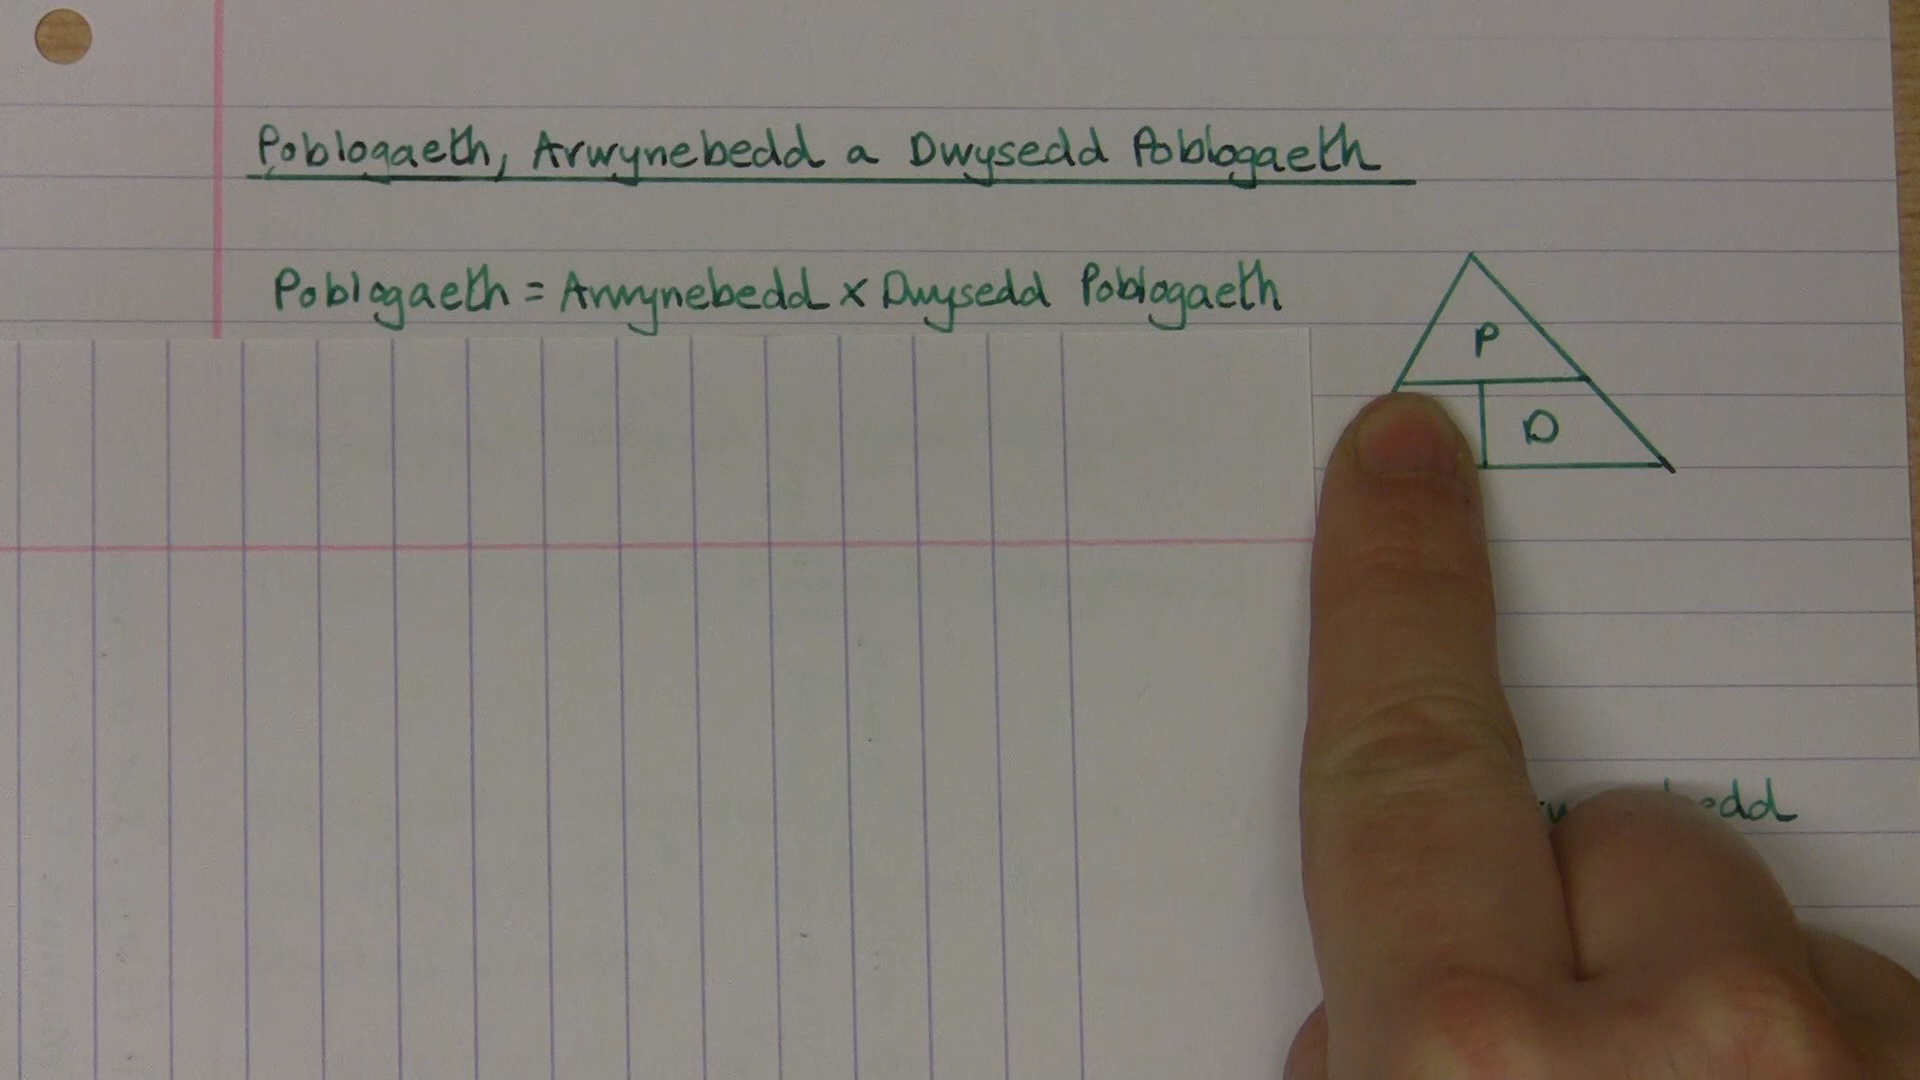 Poblogaeth, Arwynebedd a Dwysedd Poblogaeth
Poblogaeth = Arwynebedd x Dwysedd Poblogaeth
P
D